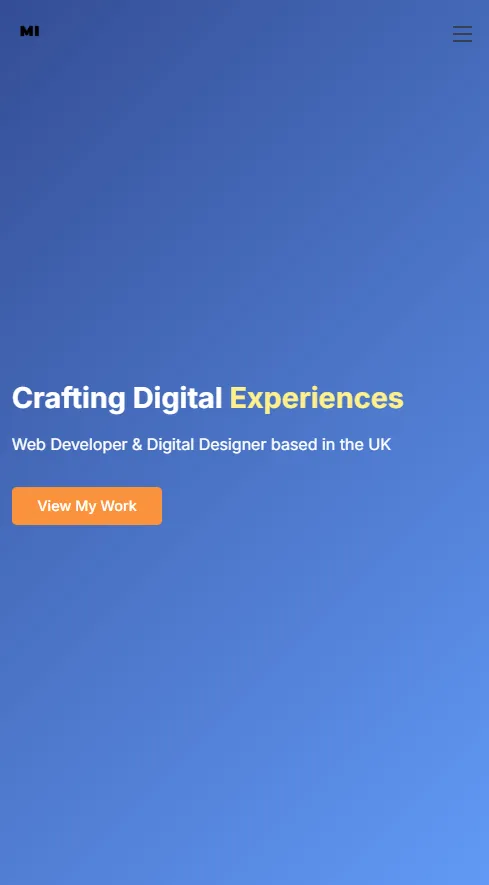 MI
Crafting Digital Experiences
Web Developer & Digital Designer based in the UK
View My Work